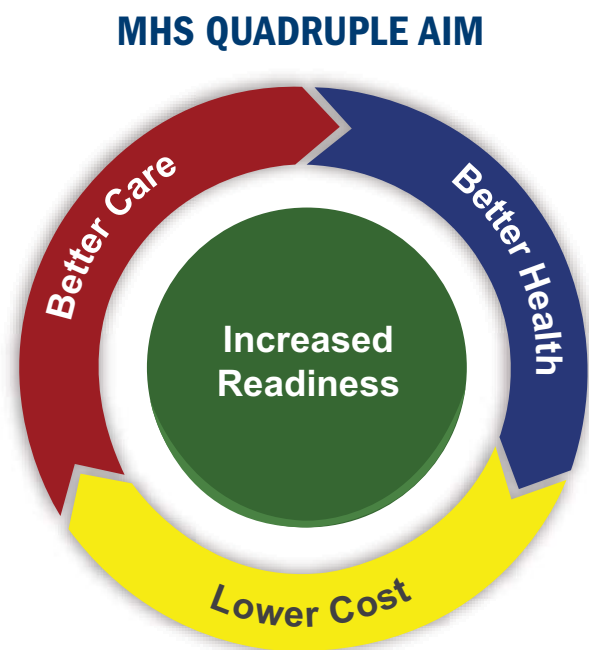 MHS QUADRUPLE AIM
Better Care
Better Health
Increased
Readiness
Lower Cost